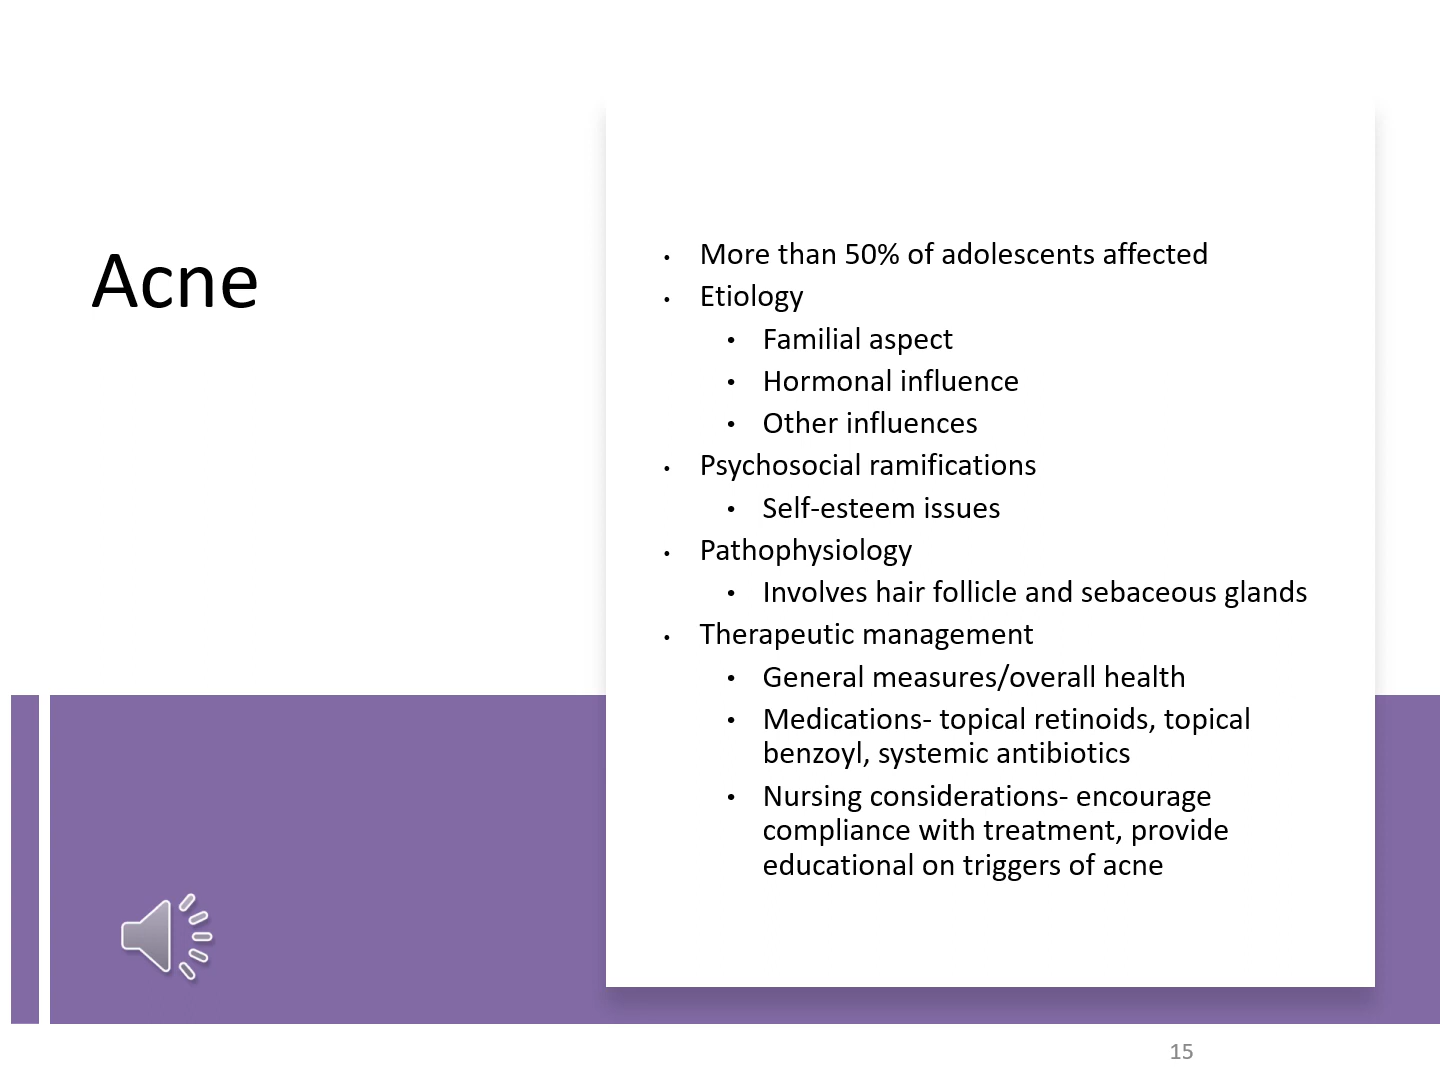 Acne
• More than 50% of adolescents affected
• Etiology
• Familial aspect
• Hormonal influence
• Other influences
• Psychosocial ramifications
• Self-esteem issues
• Pathophysiology
• Involves hair follicle and sebaceous glands
• Therapeutic management
• General measures/overall health
• Medications- topical retinoids, topical
benzoyl, systemic antibiotics
• Nursing considerations- encourage
compliance with treatment, provide
educational on triggers of acne
15